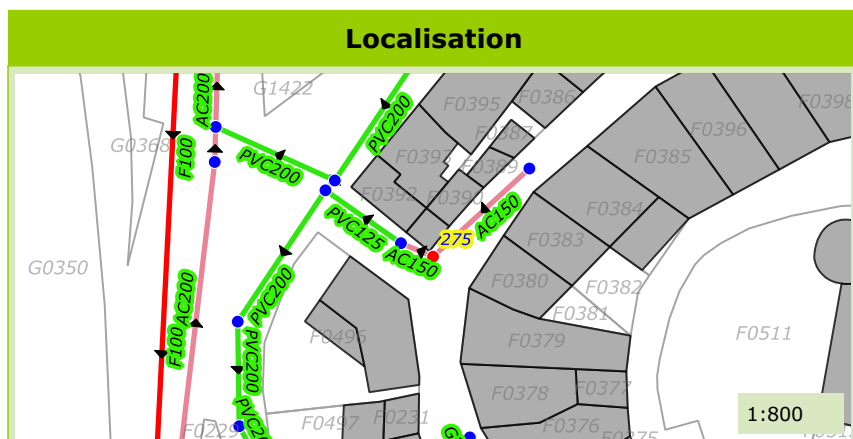 Localisation
G1422
F0395
F0386
F0398
AC200
PVC200
F0387
F0396
G0368
F100
PVC200
F0393
F0389
F0385
F0392
F0390
AC150
F0384
PVC125
275
F0383
G0350
AC150
PVC200
F0380
F0382
AC200
F0381
F0496
F0379
F0511
F100
PVC200
F0378
F0377
1:800
F0229
F0497
F0231
F0376